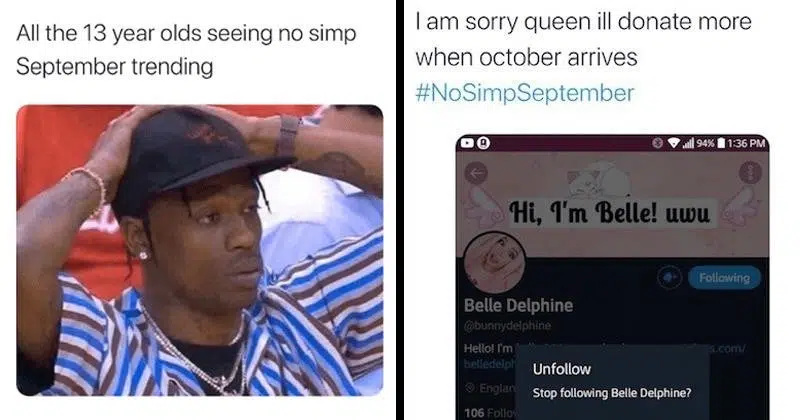 All the 13 year olds seeing no simp
September trending
I am sorry queen ill donate more
when october arrives
#NoSimpSeptember
94% 1:36 PM
Hi, I'm Belle! uwu
Following
Belle Delphine
@bunnydelphine
Hello! I'm
belledelph
Unfollow
Stop following Belle Delphine?
Englan
106 Follow